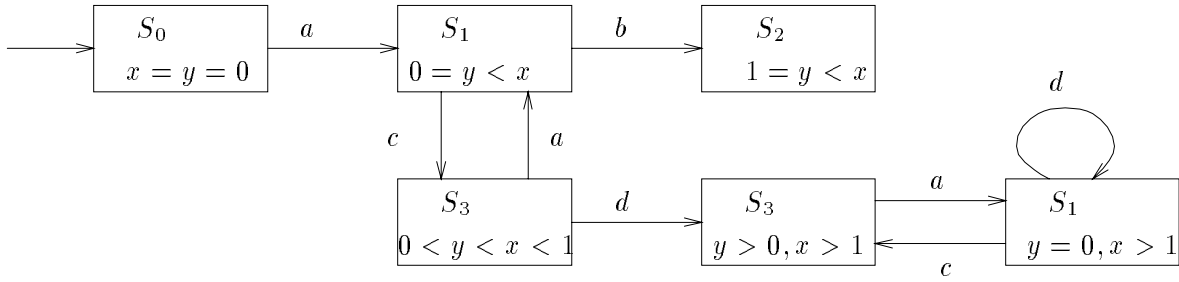 S₀
x = y = 0
a
S₁
0 = y < x
b
S₂
1 = y < x
c
a
d
S₃
0 < y < x < 1
d
S₃
y > 0, x > 1
a
c
S₁
y = 0, x > 1